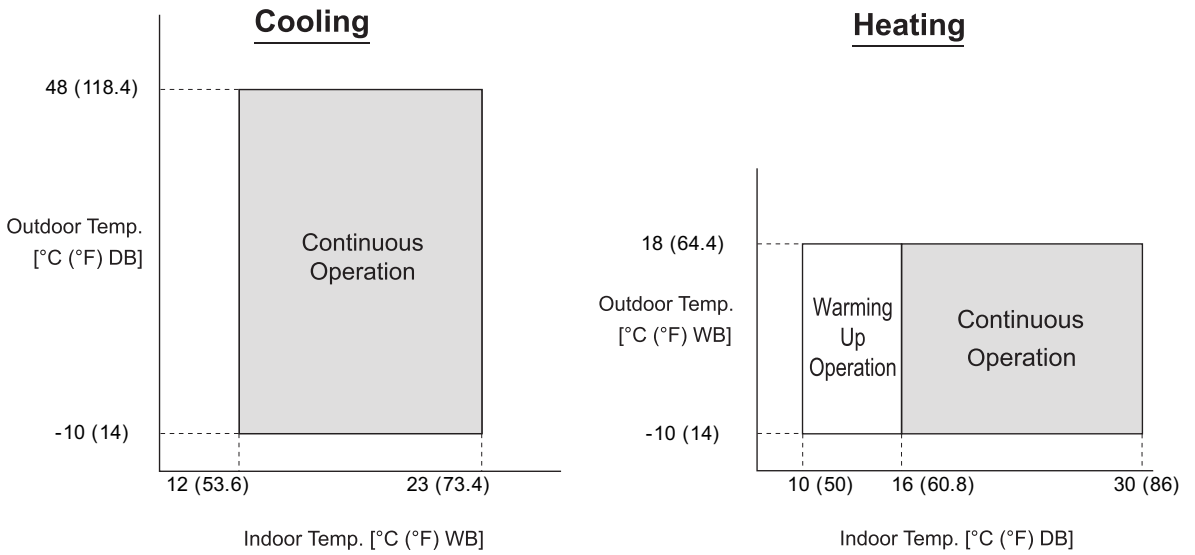 Cooling
48 (118.4)
Outdoor Temp.
[°C (°F) DB]
Continuous
Operation
-10 (14)
12 (53.6)
23 (73.4)
Indoor Temp. [°C (°F) WB]
Heating
18 (64.4)
Outdoor Temp.
[°C (°F) WB]
Warming
Up
Operation
Continuous
Operation
-10 (14)
10 (50)
16 (60.8)
30 (86)
Indoor Temp. [°C (°F) DB]